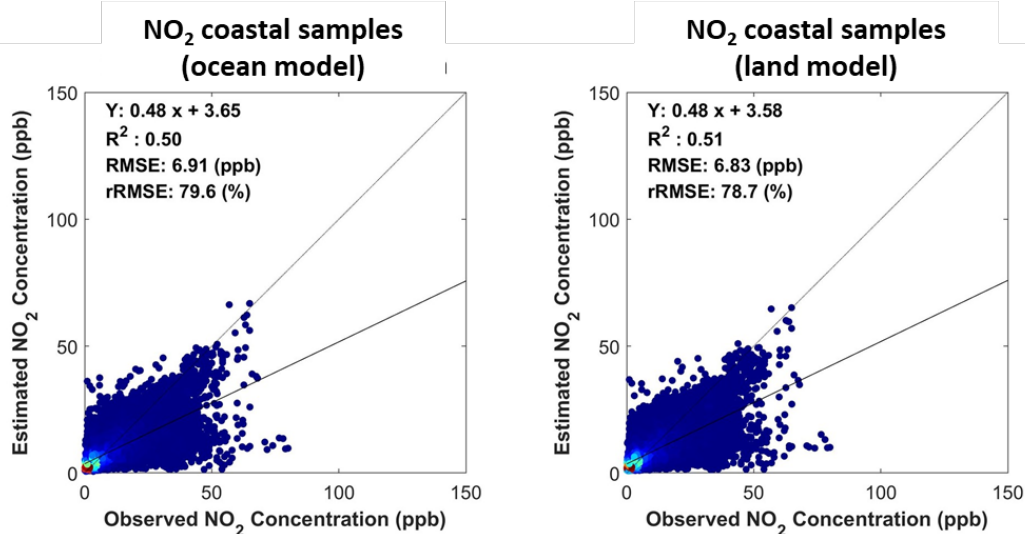 NO₂ coastal samples
(ocean model)
150
100
50
0
Y: 0.48 x + 3.65
R² : 0.50
RMSE: 6.91 (ppb)
rRMSE: 79.6 (%)
Estimated NO₂ Concentration (ppb)
0 50 100 150
Observed NO₂ Concentration (ppb)
NO₂ coastal samples
(land model)
150
100
50
0
Y: 0.48 x + 3.58
R² : 0.51
RMSE: 6.83 (ppb)
rRMSE: 78.7 (%)
Estimated NO₂ Concentration (ppb)
0 50 100 150
Observed NO₂ Concentration (ppb)